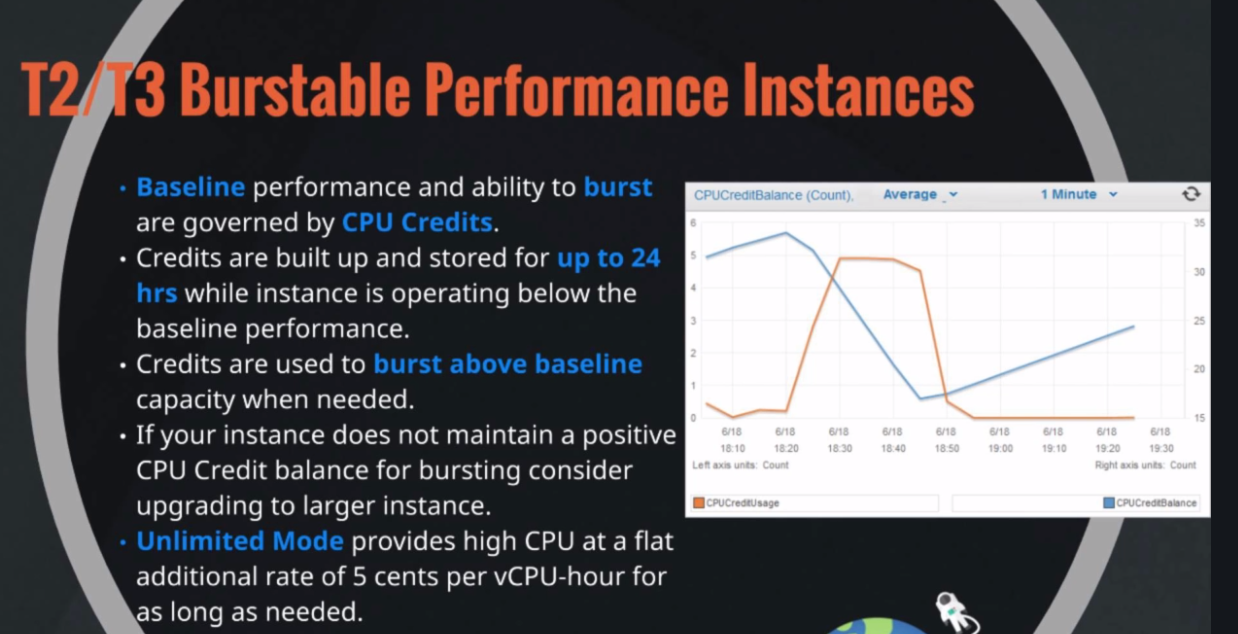 T2/T3 Burstable Performance Instances
• Baseline performance and ability to burst
are governed by CPU Credits.
• Credits are built up and stored for up to 24
hrs while instance is operating below the
baseline performance.
• Credits are used to burst above baseline
capacity when needed.
• If your instance does not maintain a positive
CPU Credit balance for bursting consider
upgrading to larger instance.
• Unlimited Mode provides high CPU at a flat
additional rate of 5 cents per vCPU-hour for
as long as needed.
CPUCreditBalance (Count), Average 1 Minute
6 35
5 30
4
3 25
2 20
1
0 15
6/18 6/18 6/18 6/18 6/18 6/18 6/18 6/18 6/18
18:10 18:20 18:30 18:40 18:50 19:00 19:10 19:20 19:30
Left axis units: Count Right axis units: Count
CPUCreditUsage CPUCreditBalance